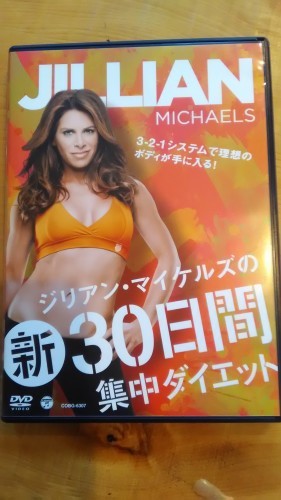 JILLIAN
MICHAELS
3-2-1システムで理想の
ボディが手に入る!
ジリアン・マイケルズの
新30日間
集中ダイエット
DVD
VIDEO
COBG-6307